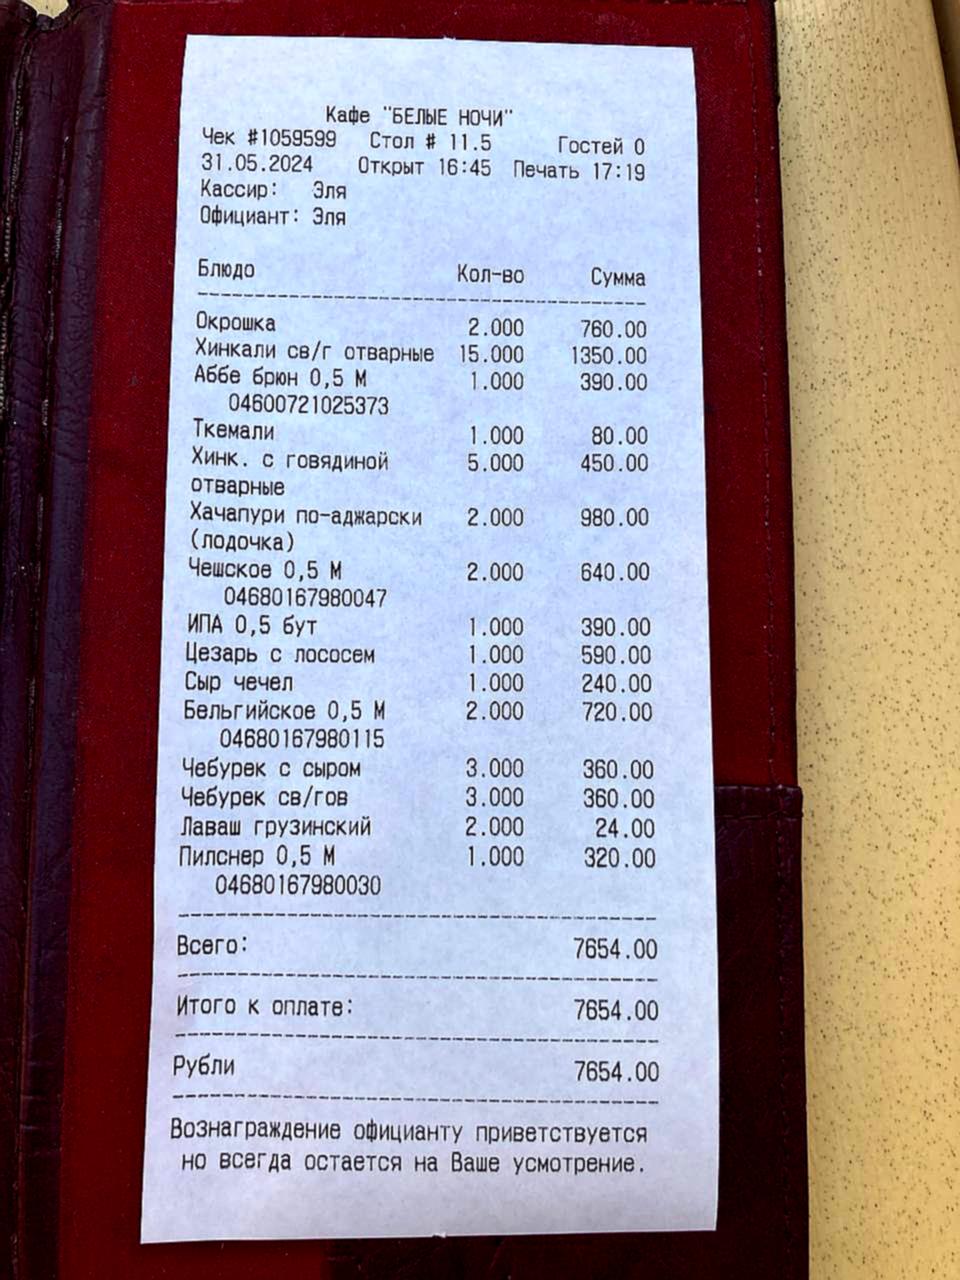 Кафе "БЕЛЫЕ НОЧИ"
Чек #1059599 Стол # 11.5 Гостей 0
31.05.2024 Открыт 16:45 Печать 17:19
Кассир: Эля
Официант: Эля
Блюдо Кол-во Сумма
Окрошка 2.000 760.00
Хинкали св/г отварные 15.000 1350.00
Аббе брюн 0,5 М 1.000 390.00
04600721025373
Ткемали 1.000 80.00
Хинк. с говядиной 5.000 450.00
отварные
Хачапури по-аджарски 2.000 980.00
(лодочка)
Чешское 0,5 М 2.000 640.00
04680167980047
ИПА 0,5 бут 1.000 390.00
Цезарь с лососем 1.000 590.00
Сыр чечел 1.000 240.00
Бельгийское 0,5 М 2.000 720.00
04680167980115
Чебурек с сыром 3.000 360.00
Чебурек св/гов 3.000 360.00
Лаваш грузинский 2.000 24.00
Пилснер 0,5 М 1.000 320.00
04680167980030
Всего: 7654.00
Итого к оплате: 7654.00
Рубли 7654.00
Вознаграждение официанту приветствуется
но всегда остается на Ваше усмотрение.